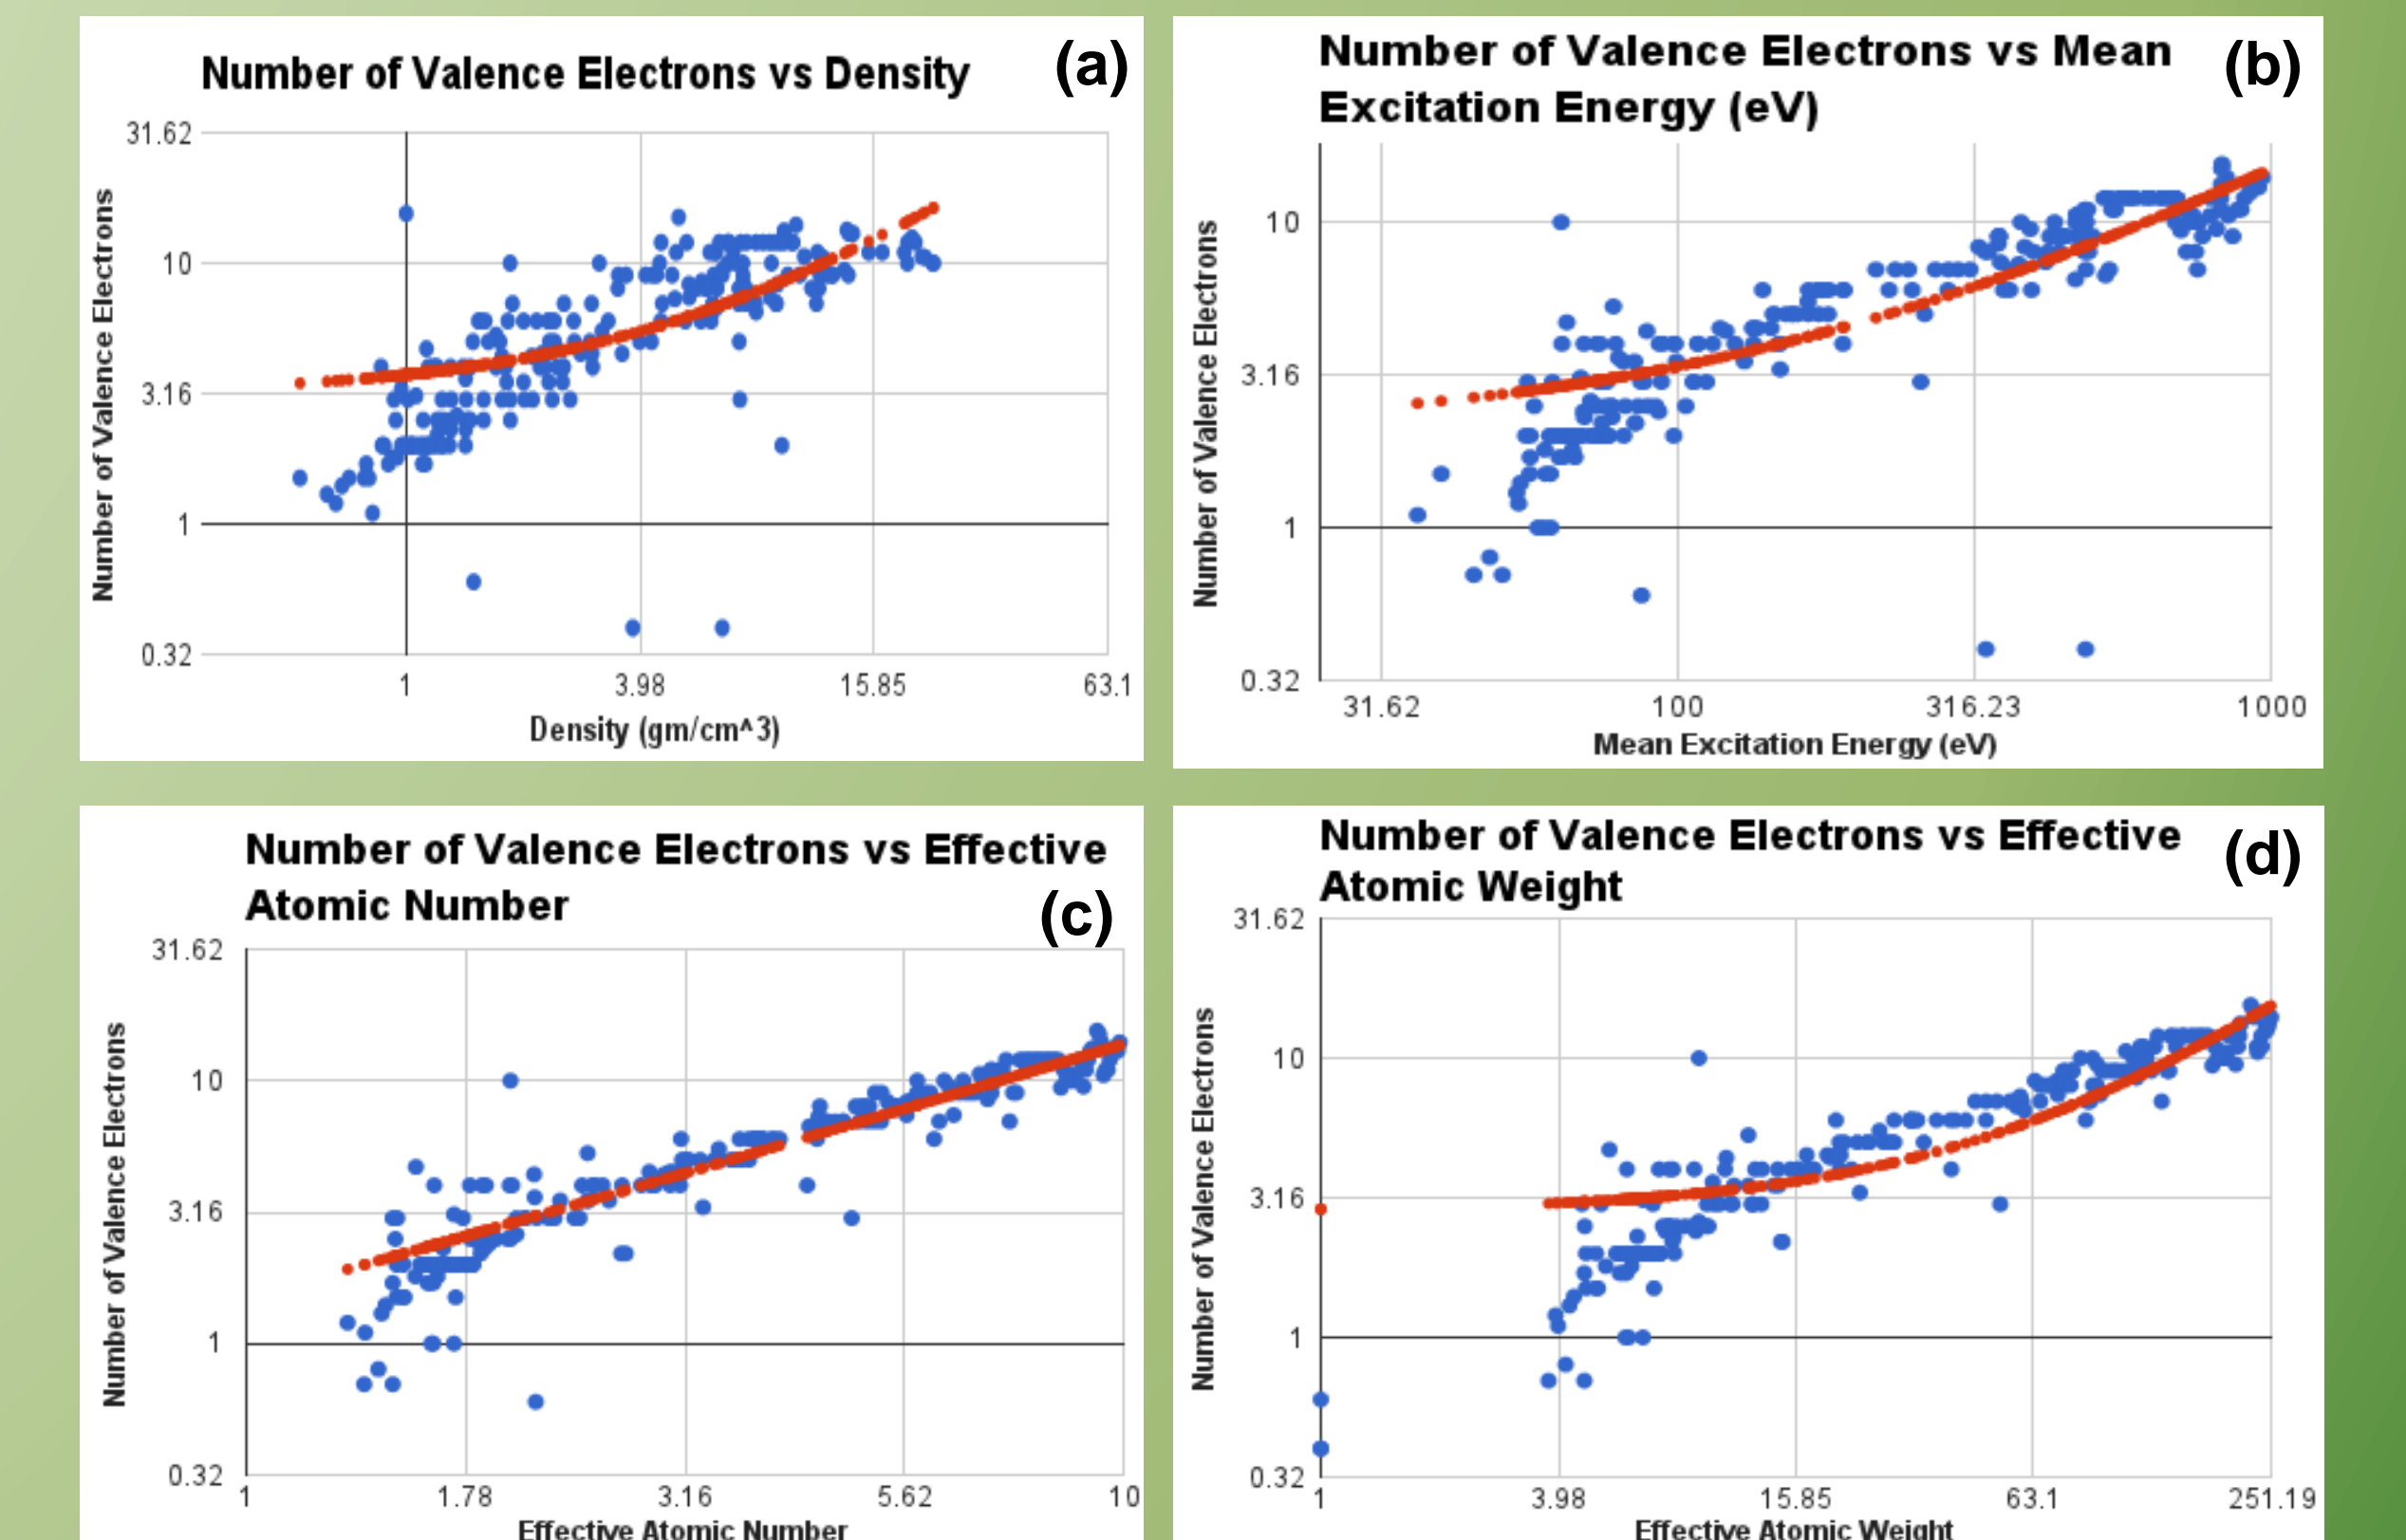 Number of Valence Electrons vs Density
(a)
31.62
10
3.16
1
0.32
Number of Valence Electrons
1
3.98
15.85
63.1
Density (gm/cm^3)
Number of Valence Electrons vs Mean
Excitation Energy (eV)
(b)
10
3.16
1
0.32
Number of Valence Electrons
31.62
100
316.23
1000
Mean Excitation Energy (eV)
Number of Valence Electrons vs Effective
Atomic Number
(c)
31.62
10
3.16
1
0.32
Number of Valence Electrons
1
1.78
3.16
5.62
10
Effective Atomic Number
Number of Valence Electrons vs Effective
Atomic Weight
(d)
31.62
10
3.16
1
0.32
Number of Valence Electrons
1
3.98
15.85
63.1
251.19
Effective Atomic Weight